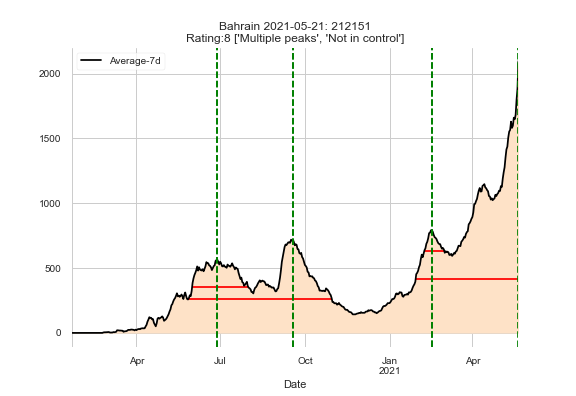 Bahrain 2021-05-21: 212151
Rating:8 ['Multiple peaks', 'Not in control']
Average-7d
2000
1500
1000
500
0
Apr
Jul
Oct
Jan
2021
Apr
Date